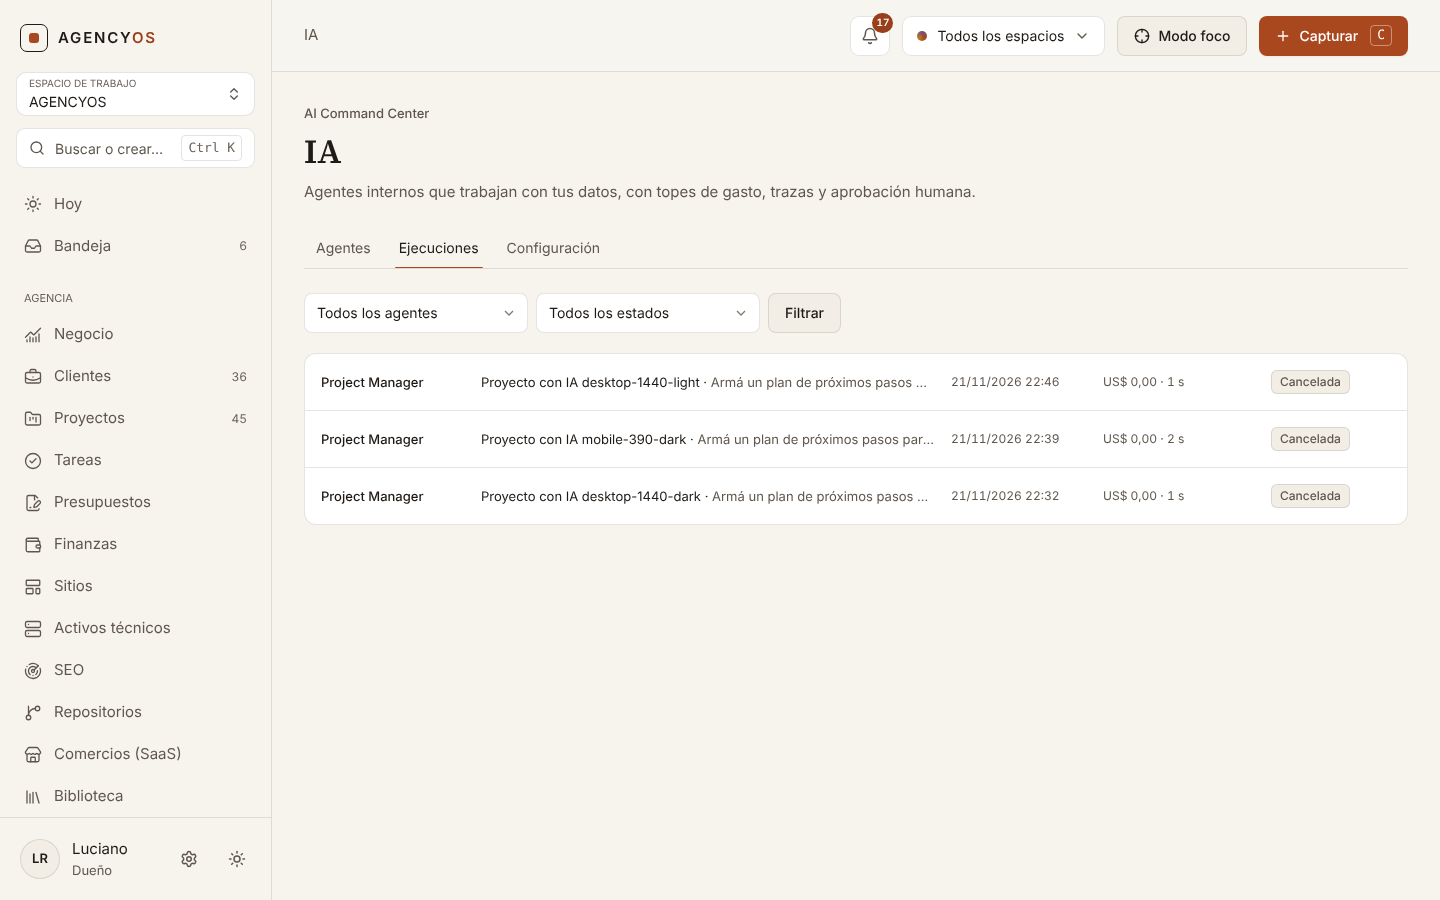 AGENCYOS
ESPACIO DE TRABAJO
AGENCYOS
Buscar o crear... Ctrl K
Hoy
Bandeja 6
AGENCIA
Negocio
Clientes 36
Proyectos 45
Tareas
Presupuestos
Finanzas
Sitios
Activos técnicos
SEO
Repositorios
Comercios (SaaS)
Biblioteca
LR Luciano
Dueño
IA
17
Todos los espacios
Modo foco
Capturar C
AI Command Center
IA
Agentes internos que trabajan con tus datos, con topes de gasto, trazas y aprobación humana.
Agentes Ejecuciones Configuración
Todos los agentes Todos los estados Filtrar
Project Manager Proyecto con IA desktop-1440-light · Armá un plan de próximos pasos ... 21/11/2026 22:46 US$ 0,00 · 1 s Cancelada
Project Manager Proyecto con IA mobile-390-dark · Armá un plan de próximos pasos par... 21/11/2026 22:39 US$ 0,00 · 2 s Cancelada
Project Manager Proyecto con IA desktop-1440-dark · Armá un plan de próximos pasos ... 21/11/2026 22:32 US$ 0,00 · 1 s Cancelada